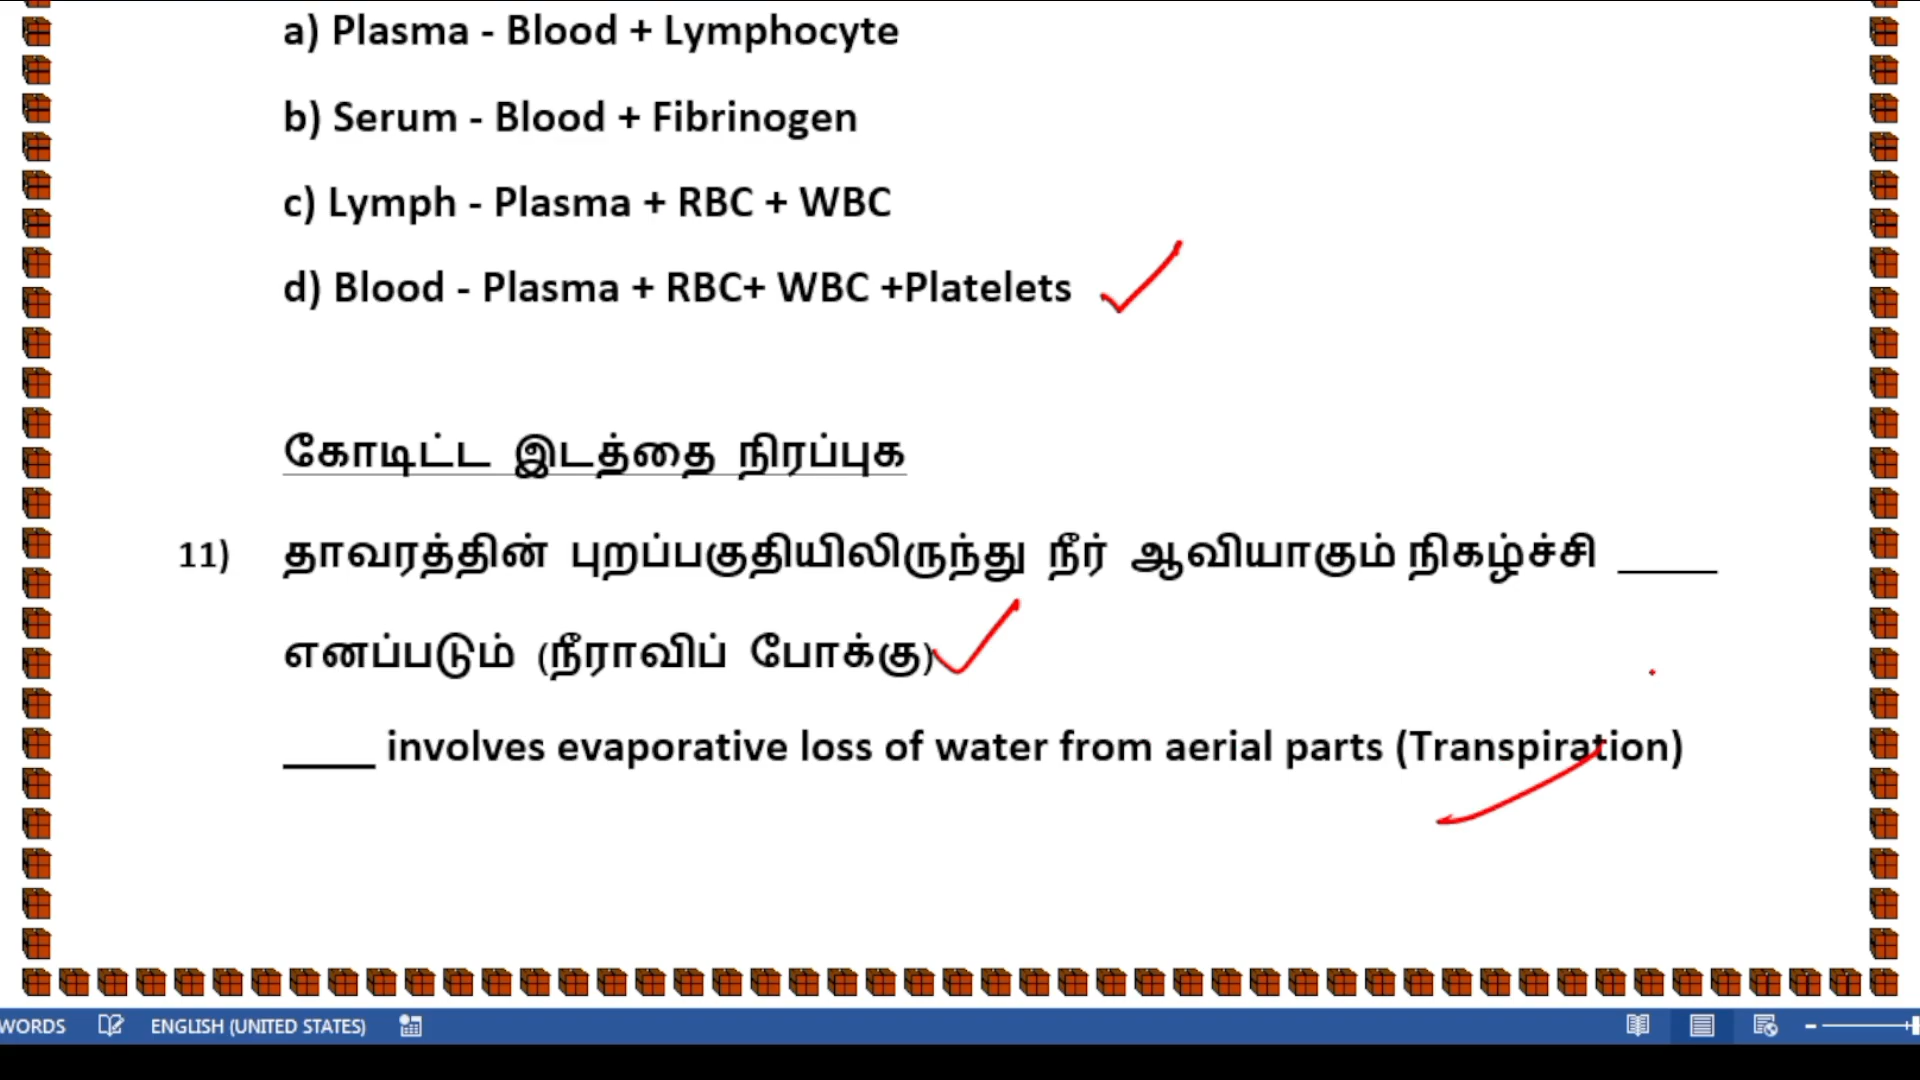 a) Plasma - Blood + Lymphocyte
b) Serum - Blood + Fibrinogen
c) Lymph - Plasma + RBC + WBC
d) Blood - Plasma + RBC+ WBC +Platelets
கோடிட்ட இடத்தை நிரப்புக
11) தாவரத்தின் புறப்பகுதியிலிருந்து நீர் ஆவியாகும் நிகழ்ச்சி ____
எனப்படும் (நீராவிப் போக்கு)
____ involves evaporative loss of water from aerial parts (Transpiration)
WORDS ENGLISH (UNITED STATES)